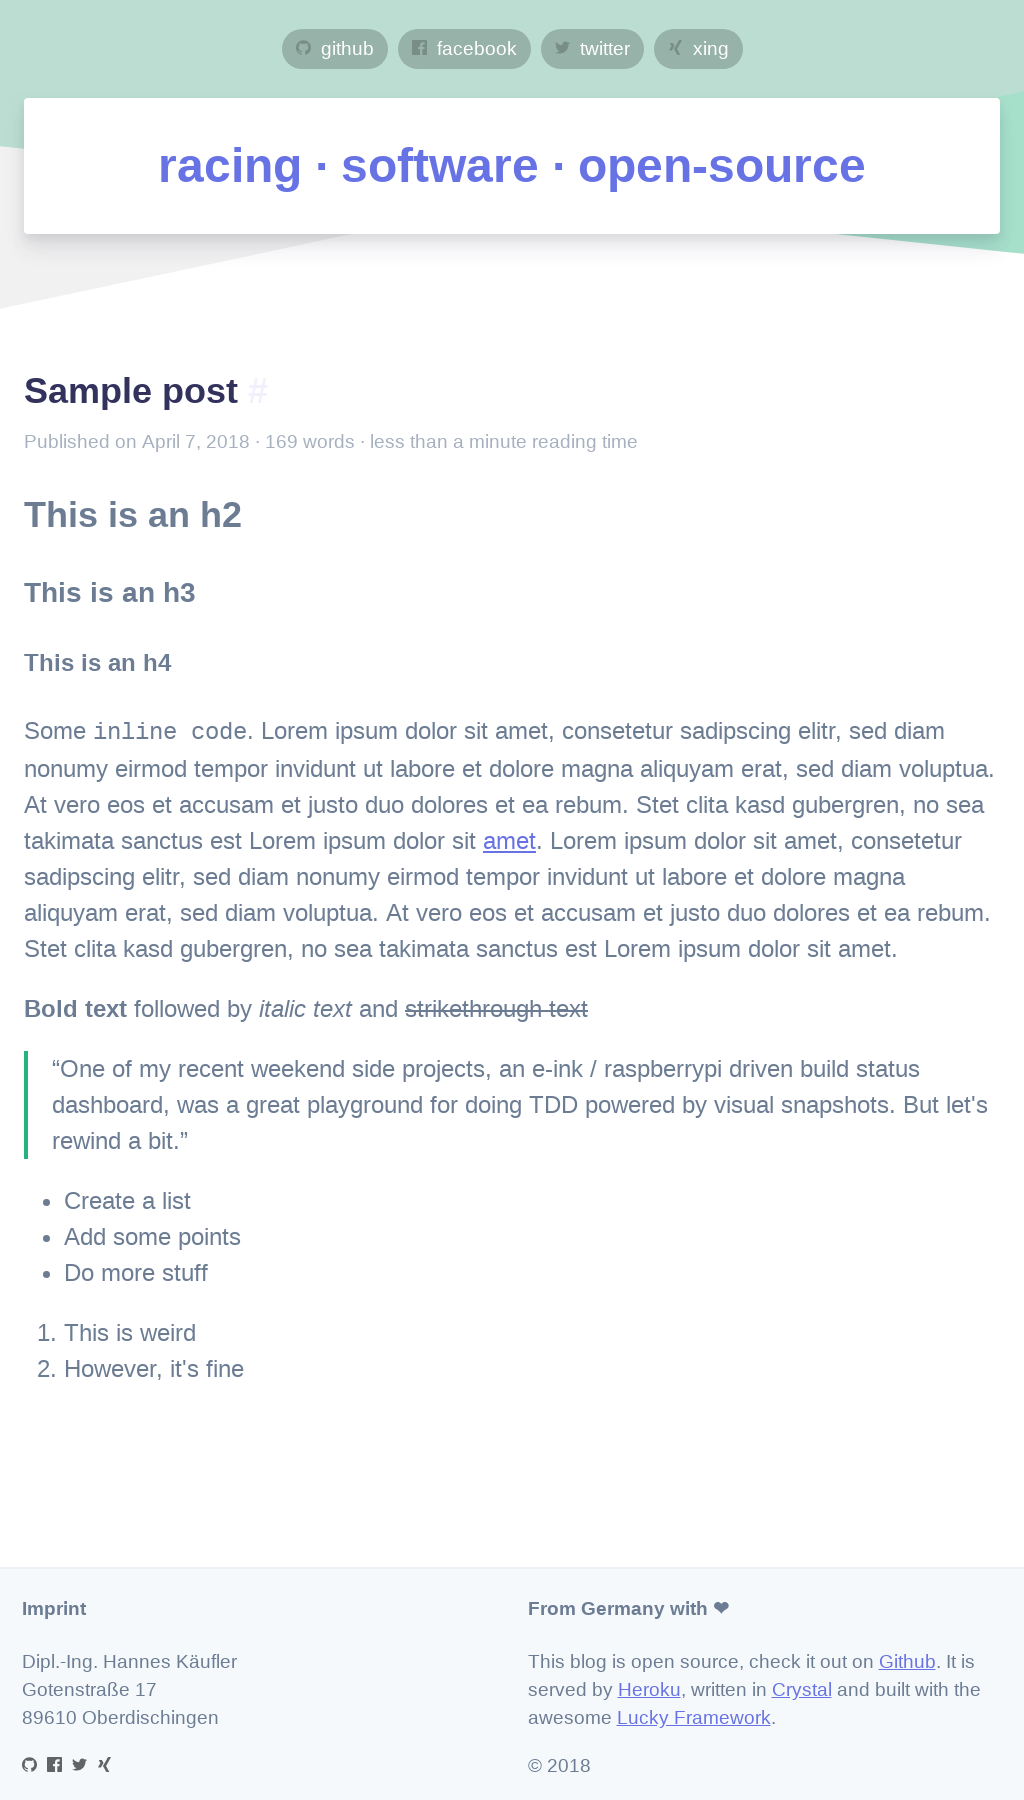 github facebook twitter xing
racing · software · open-source
Sample post #
Published on April 7, 2018 · 169 words · less than a minute reading time
This is an h2
This is an h3
This is an h4
Some inline code. Lorem ipsum dolor sit amet, consetetur sadipscing elitr, sed diam
nonumy eirmod tempor invidunt ut labore et dolore magna aliquyam erat, sed diam voluptua.
At vero eos et accusam et justo duo dolores et ea rebum. Stet clita kasd gubergren, no sea
takimata sanctus est Lorem ipsum dolor sit amet. Lorem ipsum dolor sit amet, consetetur
sadipscing elitr, sed diam nonumy eirmod tempor invidunt ut labore et dolore magna
aliquyam erat, sed diam voluptua. At vero eos et accusam et justo duo dolores et ea rebum.
Stet clita kasd gubergren, no sea takimata sanctus est Lorem ipsum dolor sit amet.
Bold text followed by italic text and strikethrough text
“One of my recent weekend side projects, an e-ink / raspberrypi driven build status
dashboard, was a great playground for doing TDD powered by visual snapshots. But let's
rewind a bit.”
• Create a list
• Add some points
• Do more stuff
1. This is weird
2. However, it's fine
Imprint
Dipl.-Ing. Hannes Käufler
Gotenstraße 17
89610 Oberdischingen
From Germany with ❤
This blog is open source, check it out on Github. It is
served by Heroku, written in Crystal and built with the
awesome Lucky Framework.
© 2018